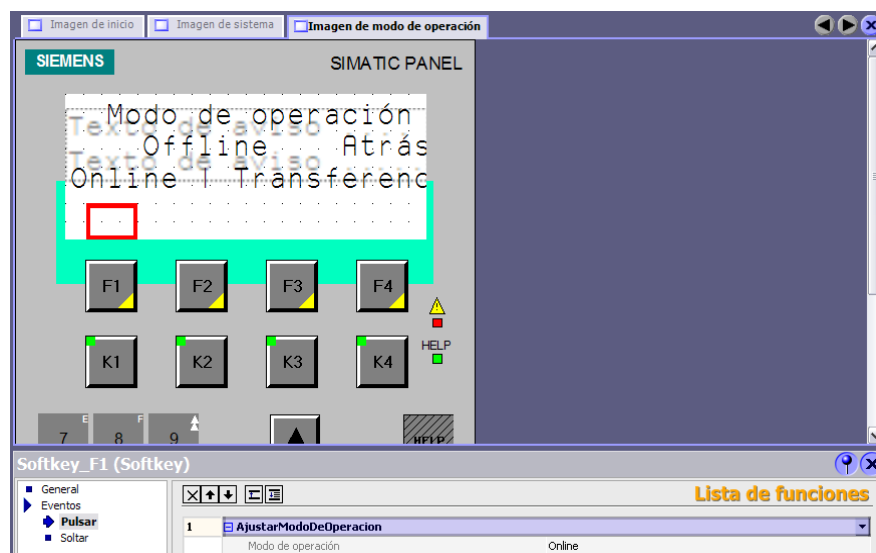 Imagen de inicio Imagen de sistema Imagen de modo de operación
SIEMENS SIMATIC PANEL
Modo de operación
Texto de aviso
Offline Atrás
Texto de aviso
Online | Transferenc
F1 F2 F3 F4
HELP
K1 K2 K3 K4
E F
7 8 9 HELP
Softkey_F1 (Softkey)
General
Lista de funciones
Eventos
Pulsar
1 AjustarModoDeOperacion
Soltar
Modo de operación Online